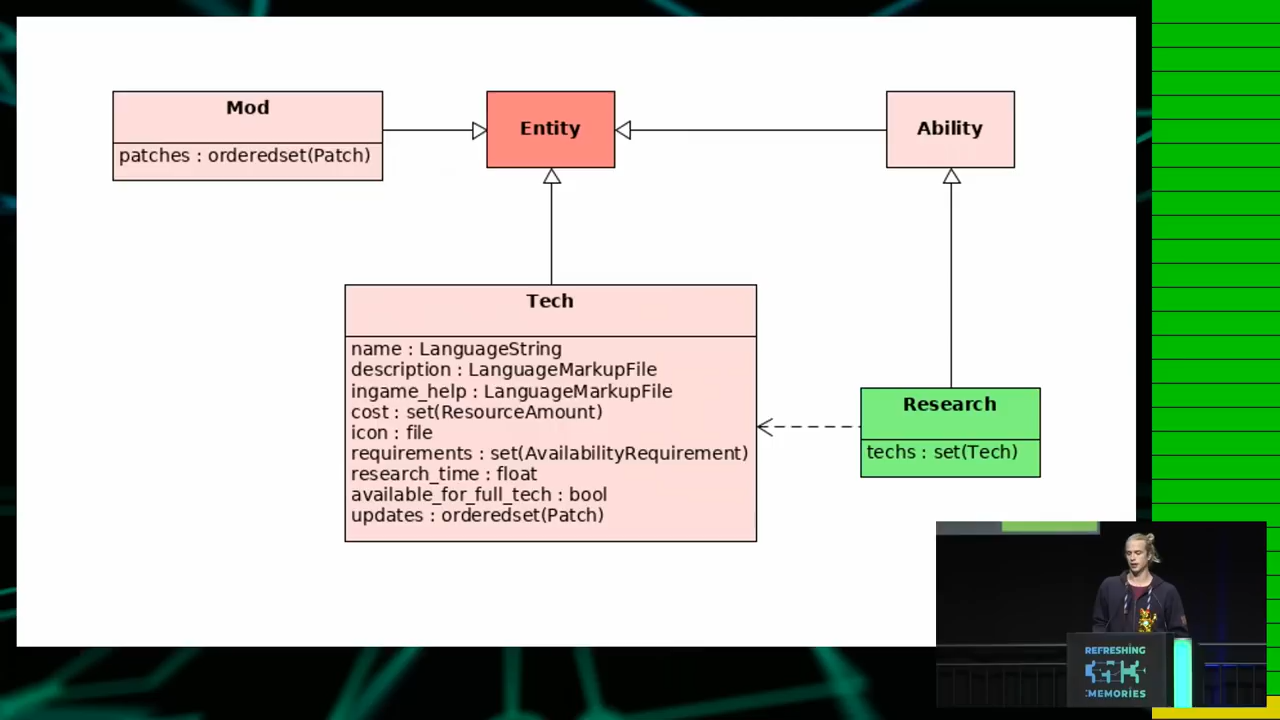 Mod
patches : orderedset(Patch)
Entity
Ability
Tech
name : LanguageString
description : LanguageMarkupFile
ingame_help : LanguageMarkupFile
cost : set(ResourceAmount)
icon : file
requirements : set(AvailabilityRequirement)
research_time : float
available_for_full_tech : bool
updates : orderedset(Patch)
Research
techs : set(Tech)
REFRESHING
:MEMORIES